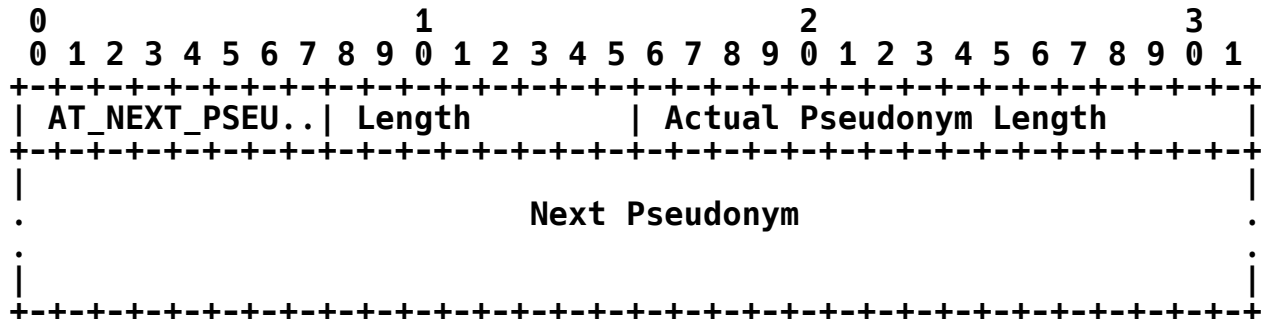 0                   1                   2                   3
 0 1 2 3 4 5 6 7 8 9 0 1 2 3 4 5 6 7 8 9 0 1 2 3 4 5 6 7 8 9 0 1
+-+-+-+-+-+-+-+-+-+-+-+-+-+-+-+-+-+-+-+-+-+-+-+-+-+-+-+-+-+-+-+-+
| AT_NEXT_PSEU..| Length        | Actual Pseudonym Length       |
+-+-+-+-+-+-+-+-+-+-+-+-+-+-+-+-+-+-+-+-+-+-+-+-+-+-+-+-+-+-+-+-+
|                                                               |
.                          Next Pseudonym                       .
.                                                               .
|                                                               |
+-+-+-+-+-+-+-+-+-+-+-+-+-+-+-+-+-+-+-+-+-+-+-+-+-+-+-+-+-+-+-+-+